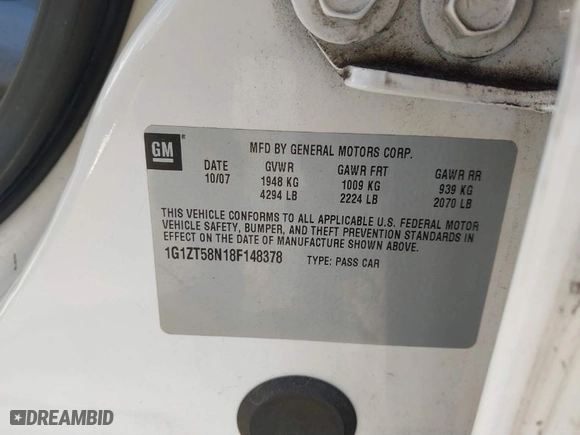 GM
MFD BY GENERAL MOTORS CORP.
DATE GVWR GAWR FRT GAWR RR
10/07 1948 KG 1009 KG 939 KG
4294 LB 2224 LB 2070 LB
THIS VEHICLE CONFORMS TO ALL APPLICABLE U.S. FEDERAL MOTOR
VEHICLE SAFETY, BUMPER, AND THEFT PREVENTION STANDARDS IN
EFFECT ON THE DATE OF MANUFACTURE SHOWN ABOVE.
1G1ZT58N18F148378 TYPE: PASS CAR
DREAMBID